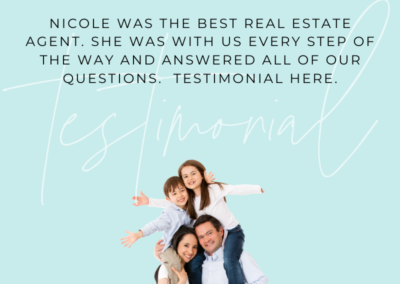 NICOLE WAS THE BEST REAL ESTATE
AGENT. SHE WAS WITH US EVERY STEP OF
THE WAY AND ANSWERED ALL OF OUR
QUESTIONS. TESTIMONIAL HERE.
Testimonial